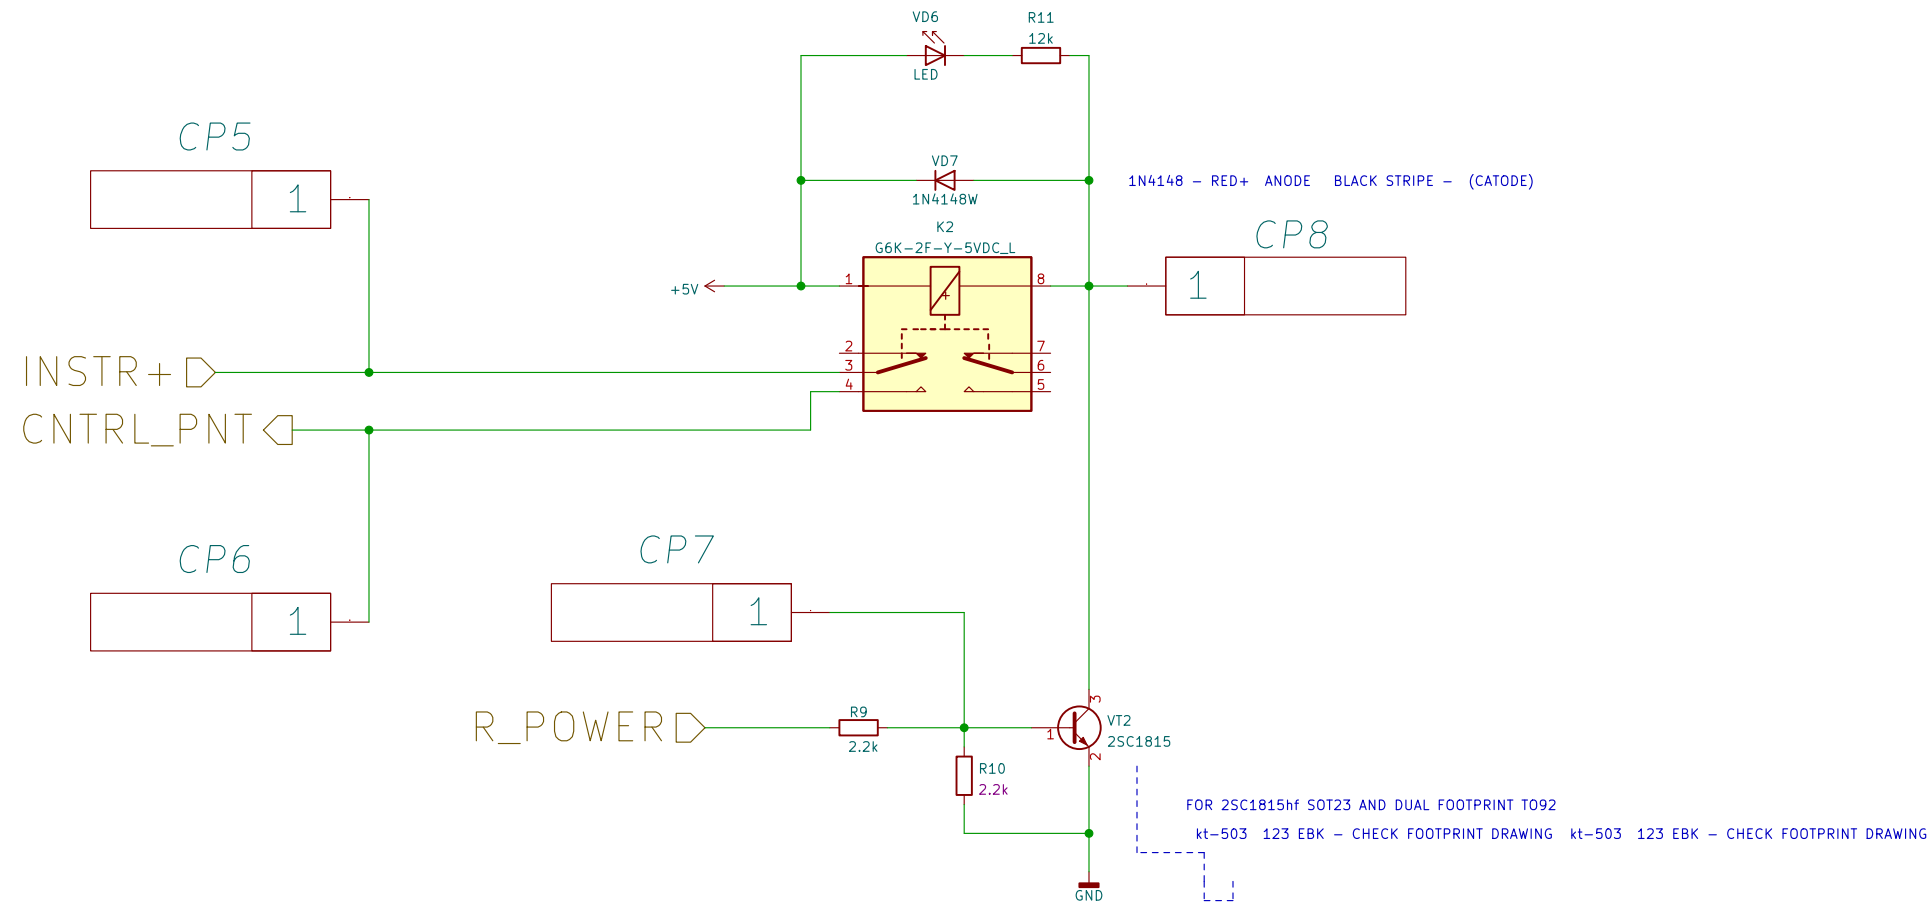 VD6
R11
12k
LED
CP5
1
VD7
1N4148W
1N4148 – RED+  ANODE   BLACK STRIPE –  (CATODE)
K2
G6K–2F–Y–5VDC_L
CP8
1
+5V
1
8
2
7
3
6
4
5
INSTR+
CNTRL_PNT
CP6
1
CP7
1
R_POWER
R9
2.2k
R10
2.2k
3
1
2
VT2
2SC1815
FOR 2SC1815hf SOT23 AND DUAL FOOTPRINT TO92
kt–503  123 EBK – CHECK FOOTPRINT DRAWING  kt–503  123 EBK – CHECK FOOTPRINT DRAWING
GND